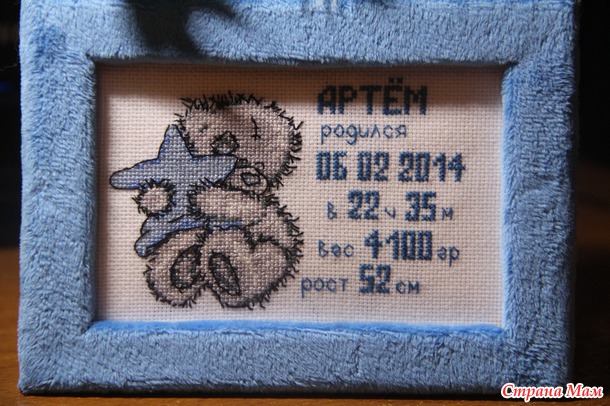 АРТЁМ
родился
06 02 2014
в 22 ч 35 м
вес 4100 гр
рост 52 см
Страна Мам